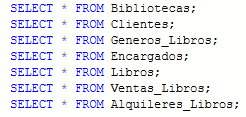 SELECT * FROM Bibliotecas;
SELECT * FROM Clientes;
SELECT * FROM Generos_Libros;
SELECT * FROM Encargados;
SELECT * FROM Libros;
SELECT * FROM Ventas_Libros;
SELECT * FROM Alquileres_Libros;